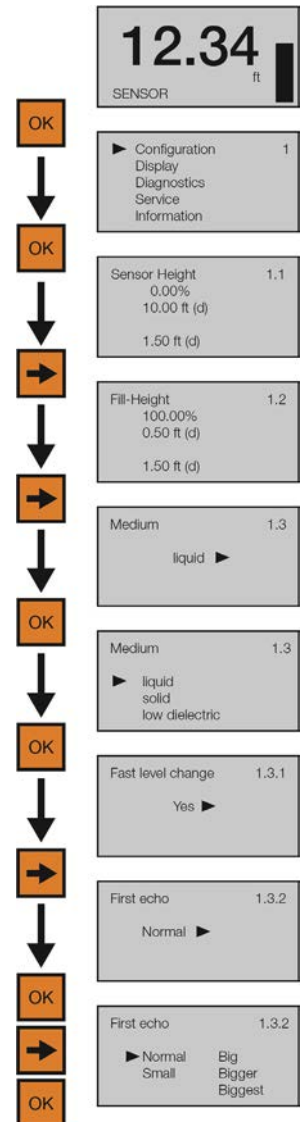 12.34
ft
SENSOR
OK
Configuration 1
Display
Diagnostics
Service
Information
OK
Sensor Height 1.1
0.00%
10.00 ft (d)
1.50 ft (d)
Fill-Height 1.2
100.00%
0.50 ft (d)
1.50 ft (d)
Medium 1.3
liquid
OK
Medium 1.3
liquid
solid
low dielectric
OK
Fast level change 1.3.1
Yes
First echo 1.3.2
Normal
OK
First echo 1.3.2
Normal Big
Small Bigger
Biggest
OK